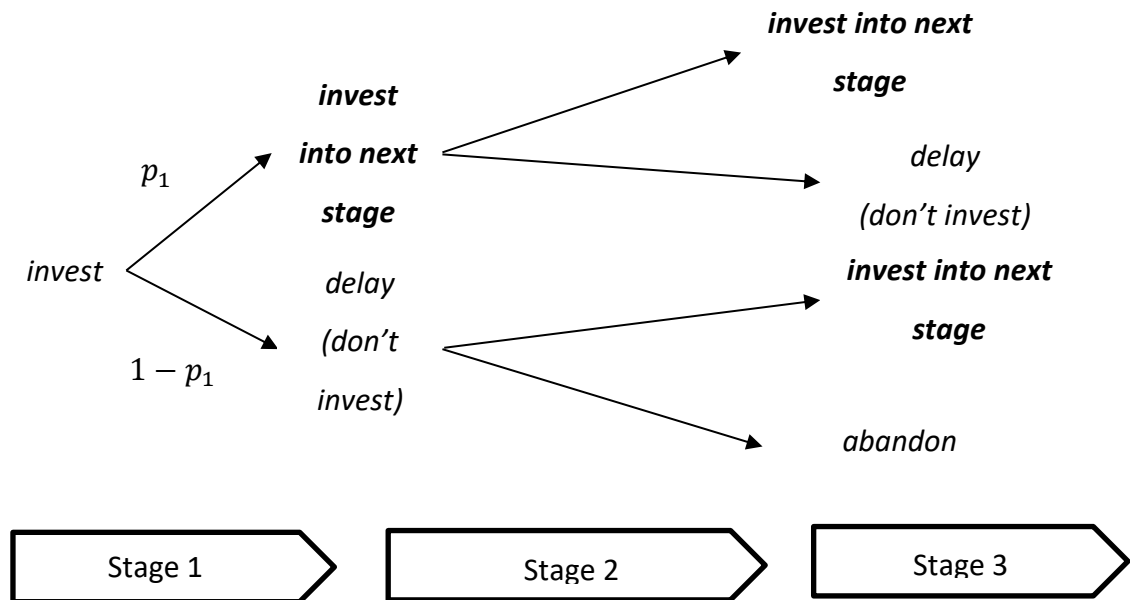 invest
p₁
1 − p₁
invest
into next
stage
delay
(don't
invest)
invest into next
stage
delay
(don't invest)
invest into next
stage
abandon
Stage 1
Stage 2
Stage 3